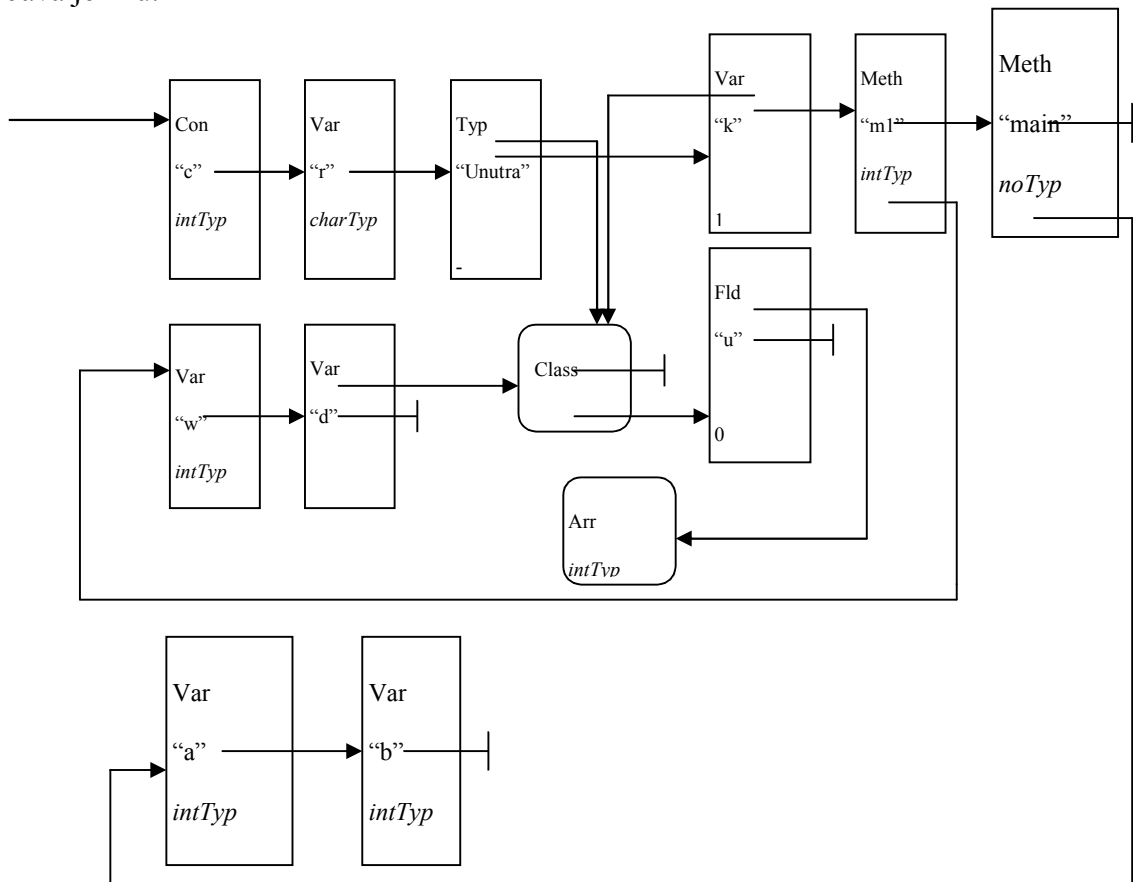 Con
“c”
intTyp
Var
“r”
charTyp
Typ
“Unutra”
-
Var
“k”
1
Meth
“m1”
intTyp
Meth
“main”
noTyp
Var
“w”
intTyp
Var
“d”
Class
Fld
“u”
0
Arr
intTyp
Var
“a”
intTyp
Var
“b”
intTyp